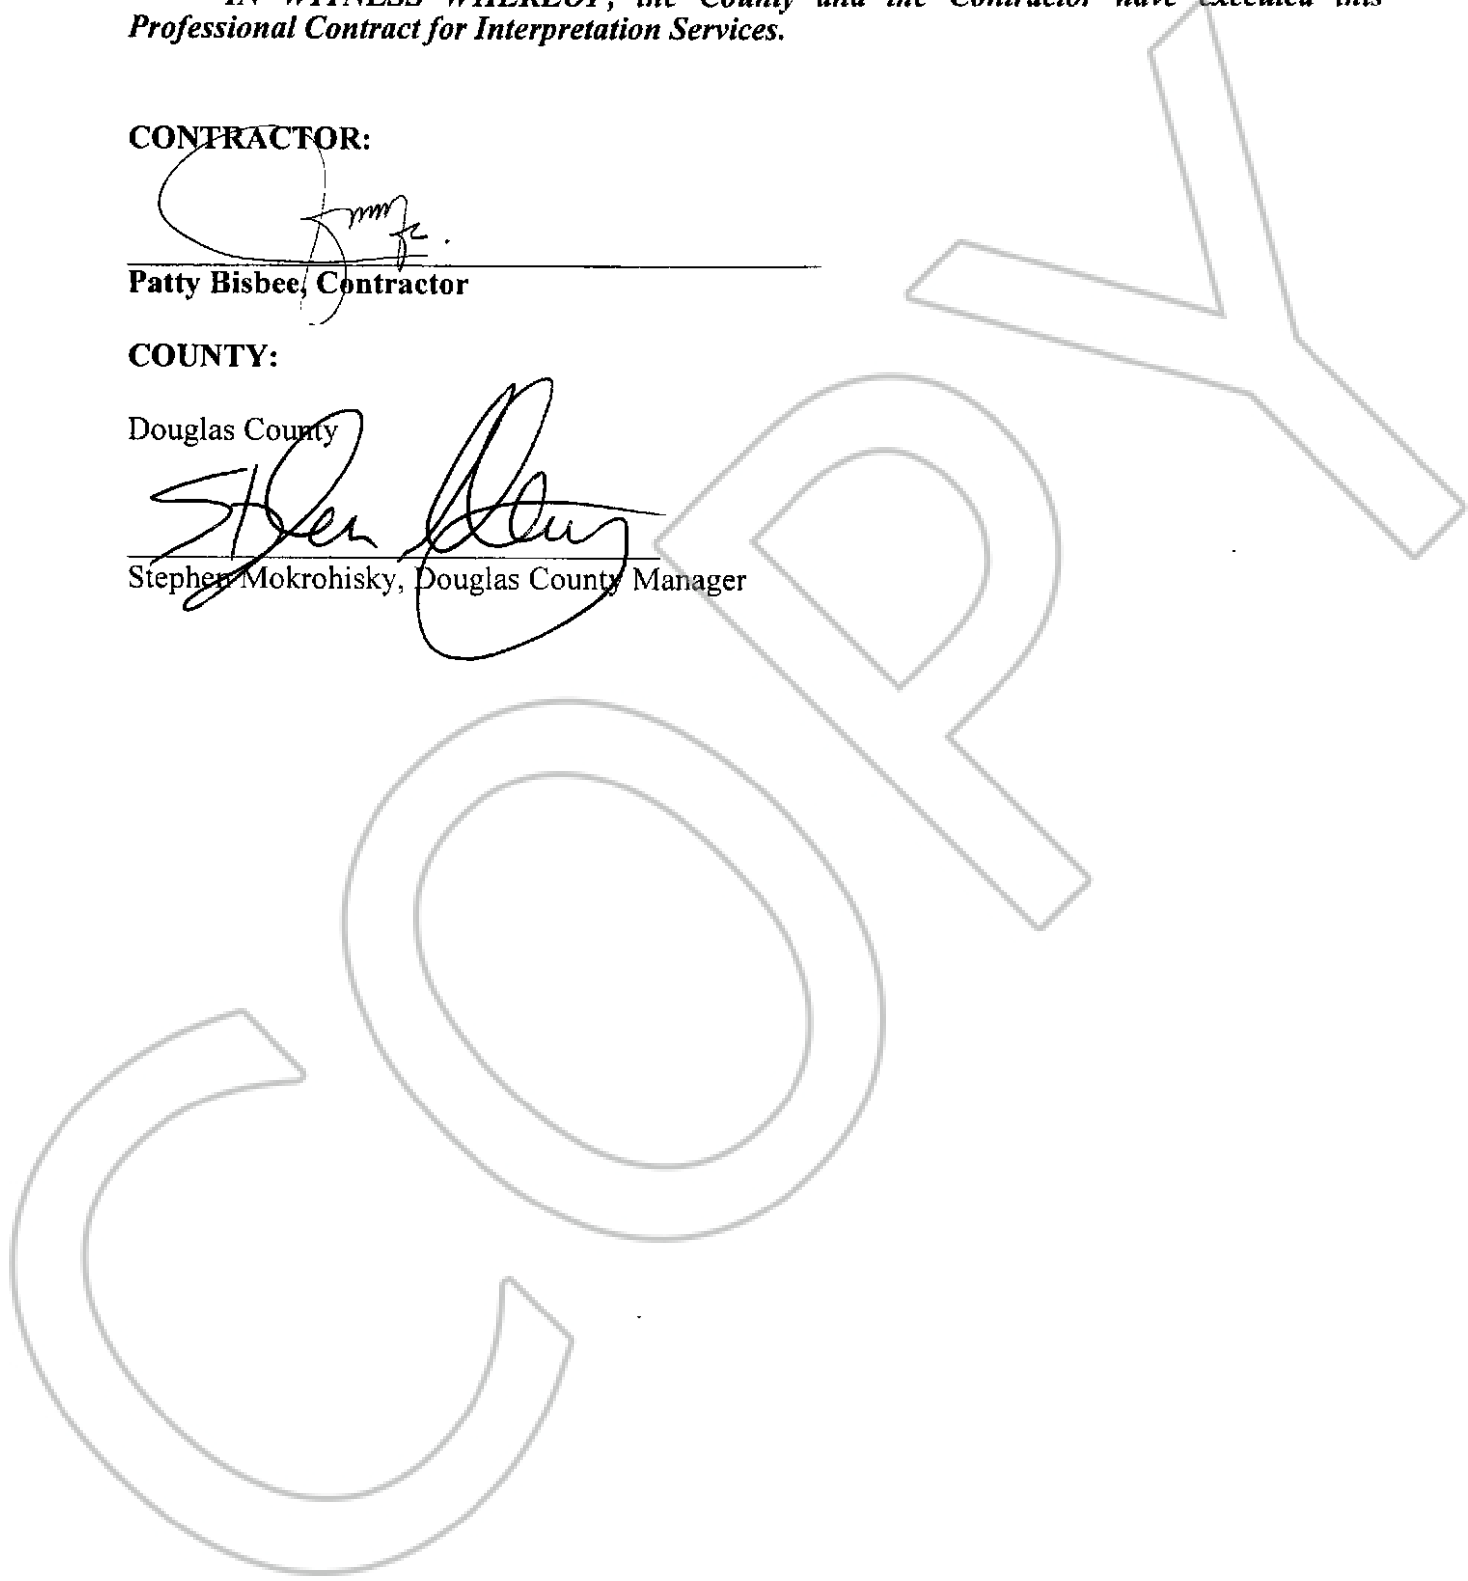 IN WITNESS WHEREOF, the County and the Contractor have executed this
Professional Contract for Interpretation Services.
CONTRACTOR:
Patty Bisbee, Contractor
COUNTY:
Douglas County
Stephen
Stephen Mokrohisky, Douglas County Manager
COPY